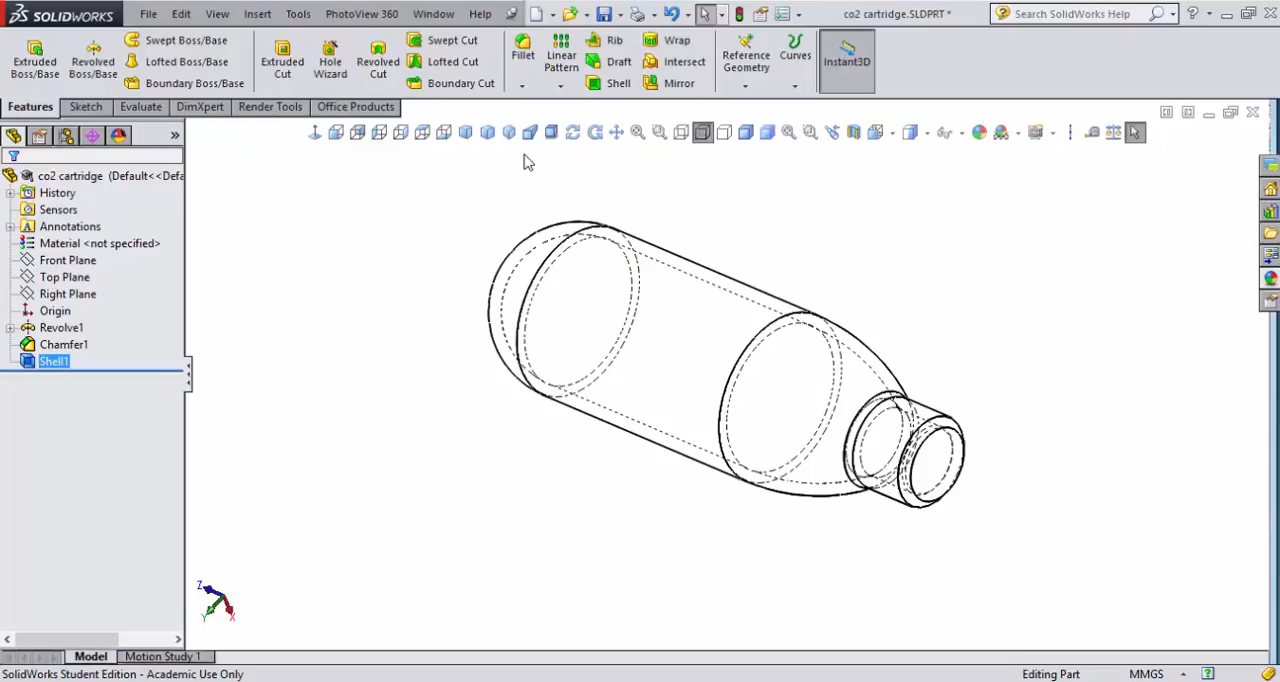 SOLIDWORKS File Edit View Insert Tools PhotoView 360 Window Help co2 cartridge.SLDPRT * Search SolidWorks Help
Extruded Boss/Base
Revolved Boss/Base
Swept Boss/Base
Lofted Boss/Base
Boundary Boss/Base
Extruded Cut
Hole Wizard
Revolved Cut
Swept Cut
Lofted Cut
Boundary Cut
Fillet
Linear Pattern
Rib
Draft
Shell
Wrap
Intersect
Mirror
Reference Geometry
Curves
Instant3D
Features Sketch Evaluate DimXpert Render Tools Office Products
co2 cartridge (Default<<Defa
History
Sensors
Annotations
Material <not specified>
Front Plane
Top Plane
Right Plane
Origin
Revolve1
Chamfer1
Shell1
Z
Y
X
Model Motion Study 1
SolidWorks Student Edition - Academic Use Only Editing Part MMGS